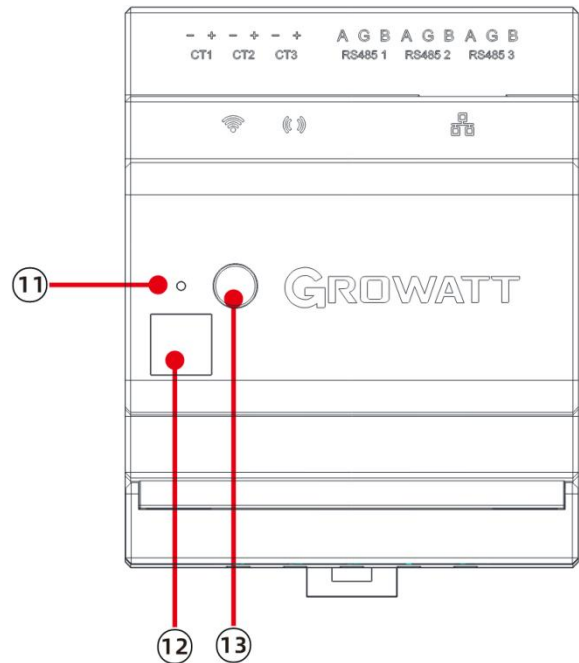 - + - + - + A G B A G B A G B
CT1 CT2 CT3 RS485 1 RS485 2 RS485 3
11
GROWATT
12 13